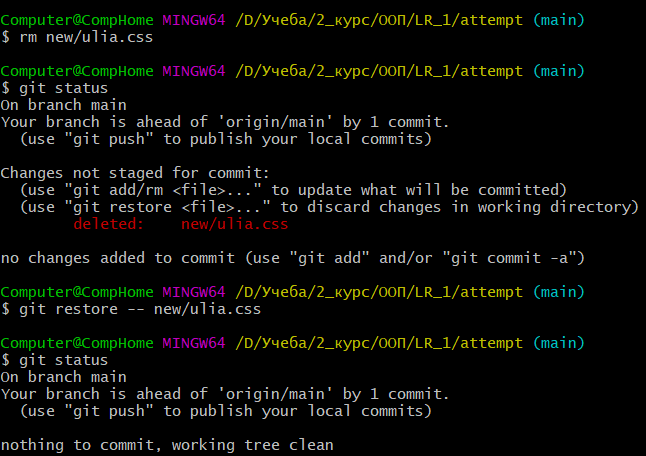 Computer@CompHome MINGW64 /D/Учеба/2_курс/ООП/LR_1/attempt (main)
$ rm new/ulia.css
Computer@CompHome MINGW64 /D/Учеба/2_курс/ООП/LR_1/attempt (main)
$ git status
On branch main
Your branch is ahead of 'origin/main' by 1 commit.
  (use "git push" to publish your local commits)
Changes not staged for commit:
  (use "git add/rm <file>..." to update what will be committed)
  (use "git restore <file>..." to discard changes in working directory)
        deleted:    new/ulia.css
no changes added to commit (use "git add" and/or "git commit -a")
Computer@CompHome MINGW64 /D/Учеба/2_курс/ООП/LR_1/attempt (main)
$ git restore -- new/ulia.css
Computer@CompHome MINGW64 /D/Учеба/2_курс/ООП/LR_1/attempt (main)
$ git status
On branch main
Your branch is ahead of 'origin/main' by 1 commit.
  (use "git push" to publish your local commits)
nothing to commit, working tree clean